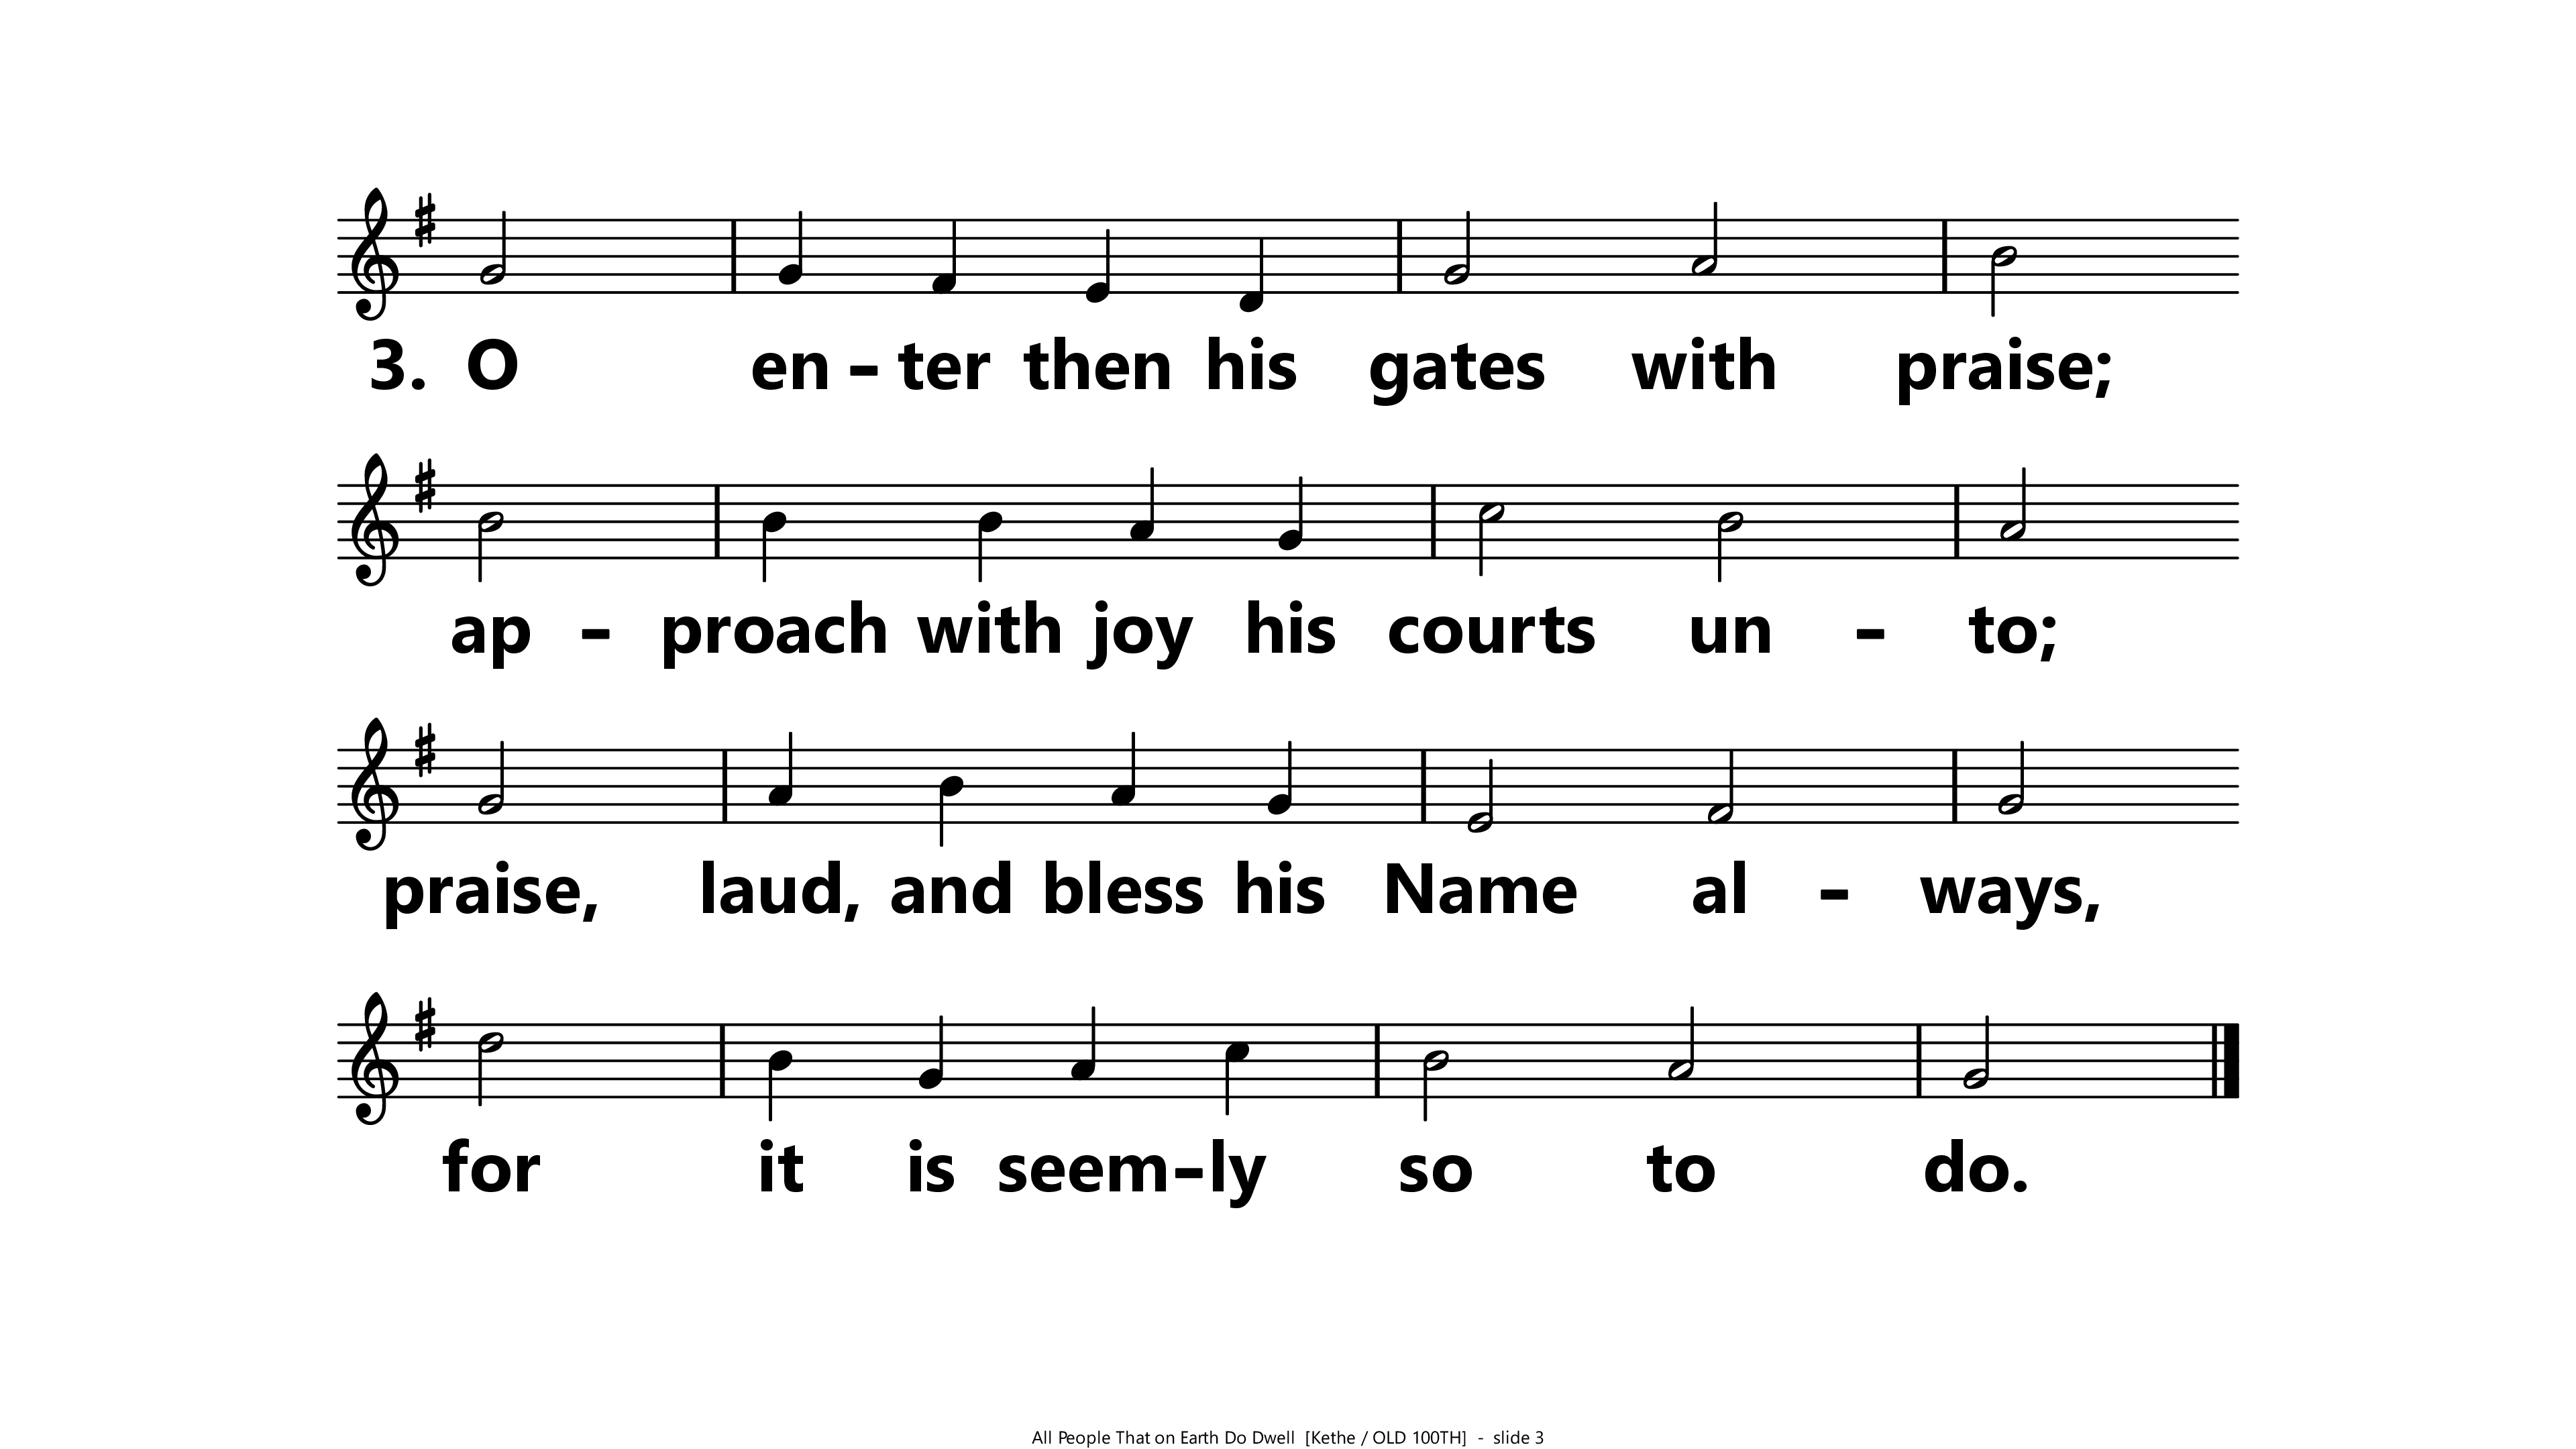 3. O en - ter then his gates with praise;
ap - proach with joy his courts un - to;
praise, laud, and bless his Name al - ways,
for it is seem-ly so to do.
All People That on Earth Do Dwell [Kethe / OLD 100TH] - slide 3